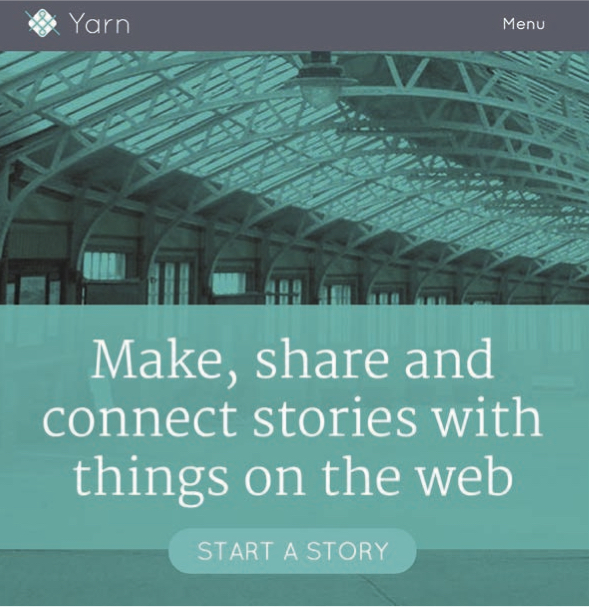 Yarn
Menu
Make, share and
connect stories with
things on the web
START A STORY